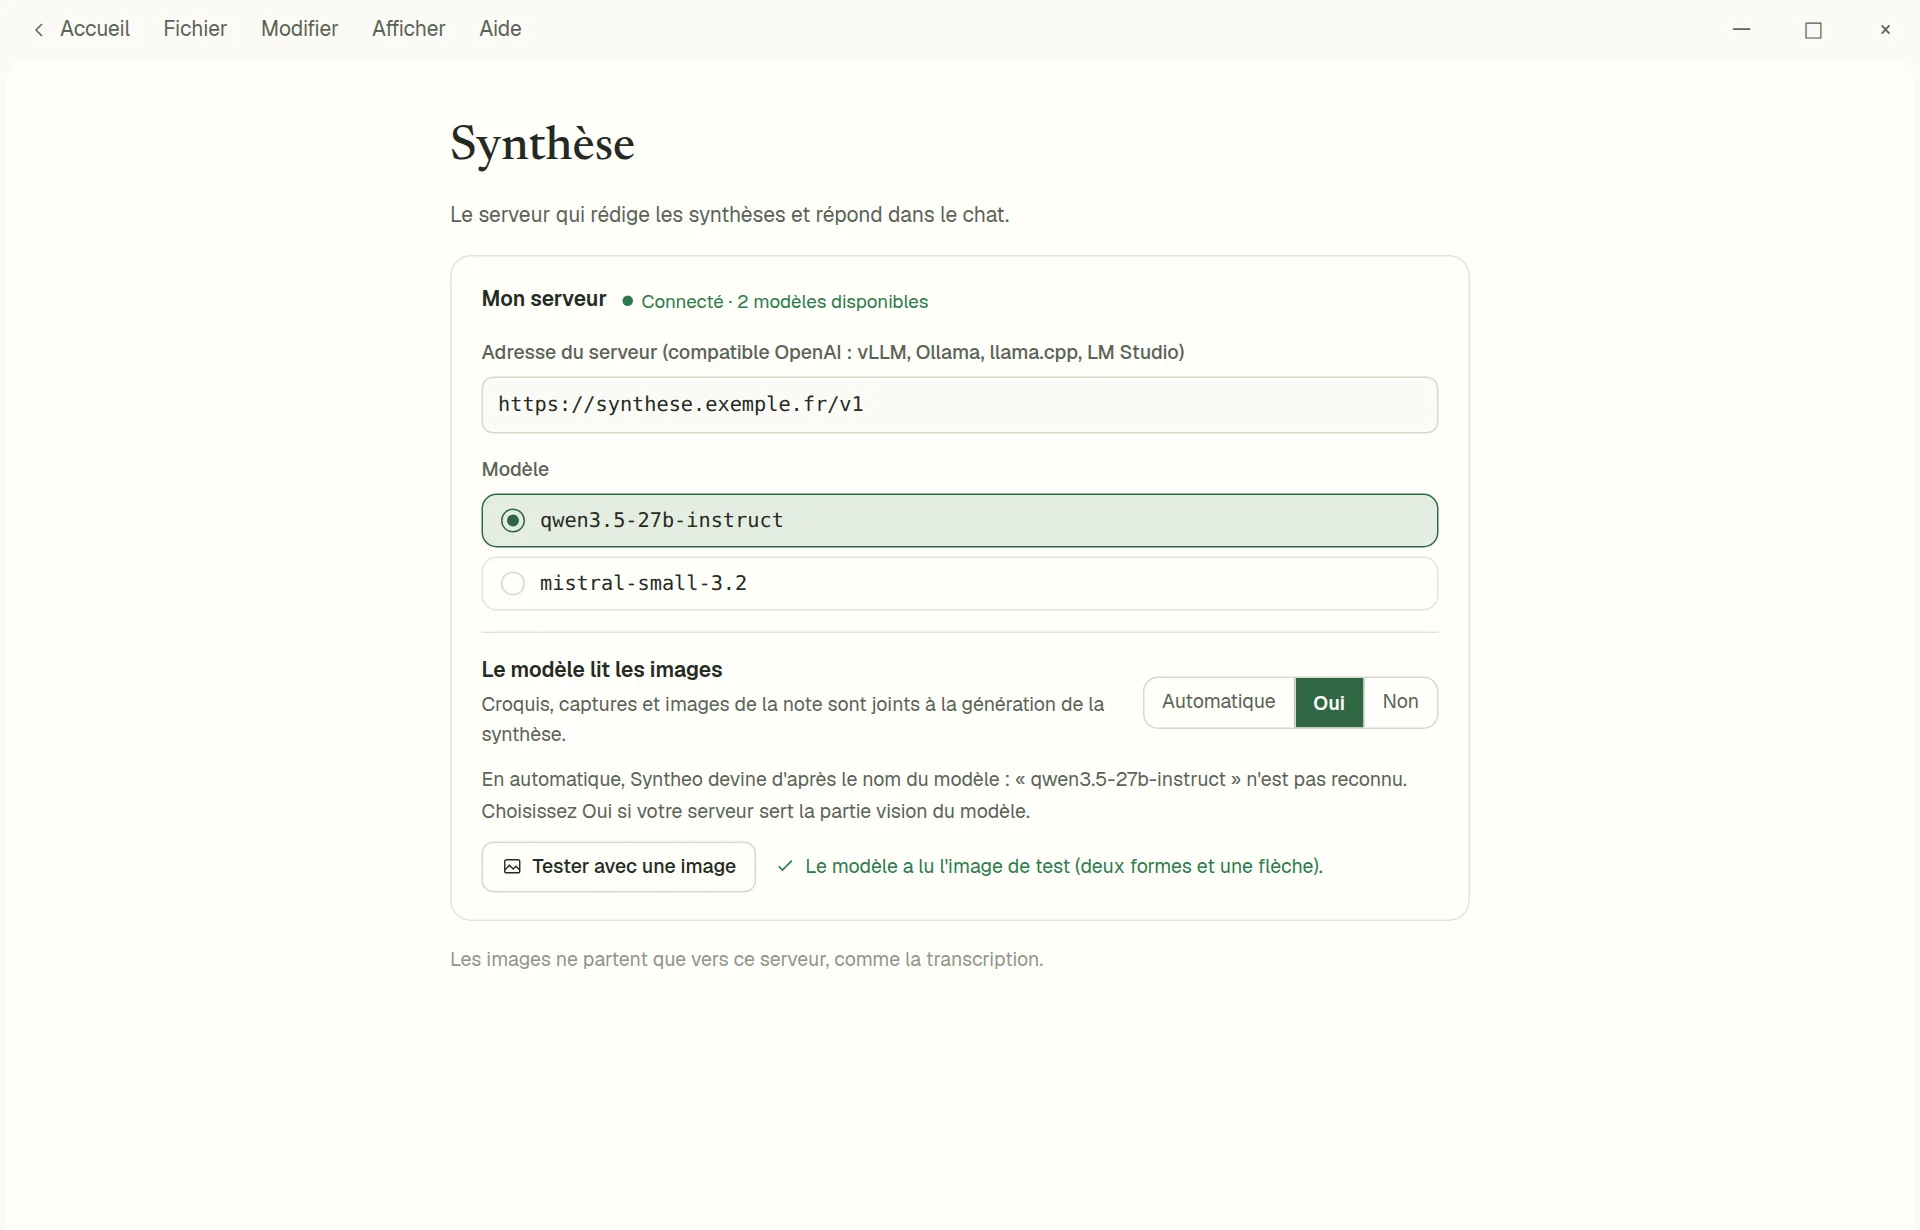 Accueil Fichier Modifier Afficher Aide
Synthèse
Le serveur qui rédige les synthèses et répond dans le chat.
Mon serveur Connecté · 2 modèles disponibles
Adresse du serveur (compatible OpenAI : vLLM, Ollama, llama.cpp, LM Studio)
https://synthese.exemple.fr/v1
Modèle
qwen3.5-27b-instruct
mistral-small-3.2
Le modèle lit les images
Croquis, captures et images de la note sont joints à la génération de la
synthèse.
Automatique Oui Non
En automatique, Syntheo devine d'après le nom du modèle : « qwen3.5-27b-instruct » n'est pas reconnu.
Choisissez Oui si votre serveur sert la partie vision du modèle.
Tester avec une image Le modèle a lu l'image de test (deux formes et une flèche).
Les images ne partent que vers ce serveur, comme la transcription.